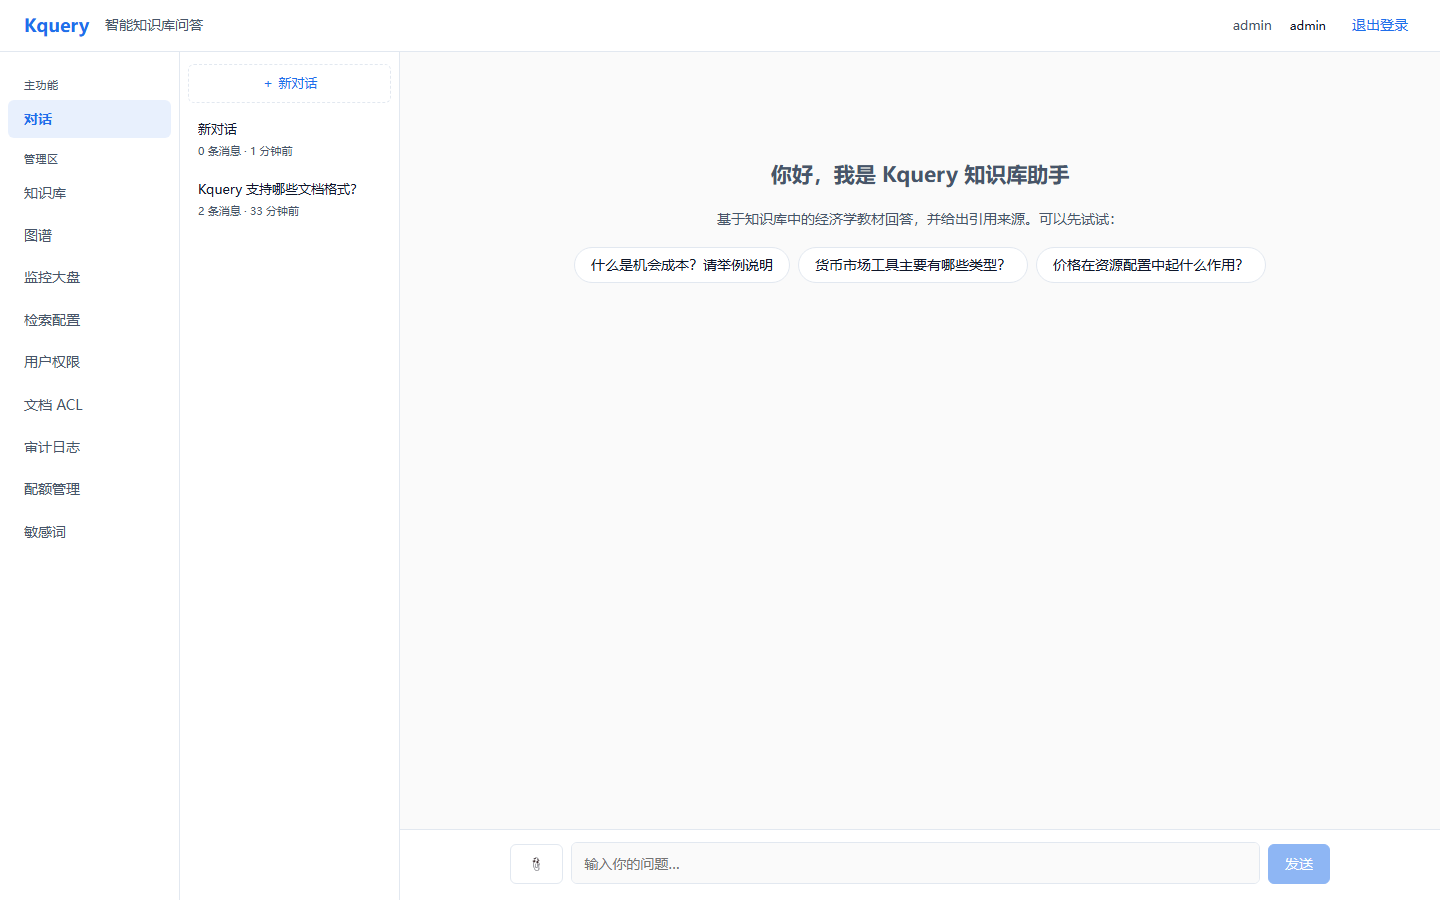 Kquery 智能知识库问答
admin admin 退出登录
主功能
对话
管理区
知识库
图谱
监控大盘
检索配置
用户权限
文档 ACL
审计日志
配额管理
敏感词
+ 新对话
新对话
0 条消息 · 1 分钟前
Kquery 支持哪些文档格式?
2 条消息 · 33 分钟前
你好，我是 Kquery 知识库助手
基于知识库中的经济学教材回答，并给出引用来源。可以先试试：
什么是机会成本？请举例说明
货币市场工具主要有哪些类型？
价格在资源配置中起什么作用？
输入你的问题...
发送